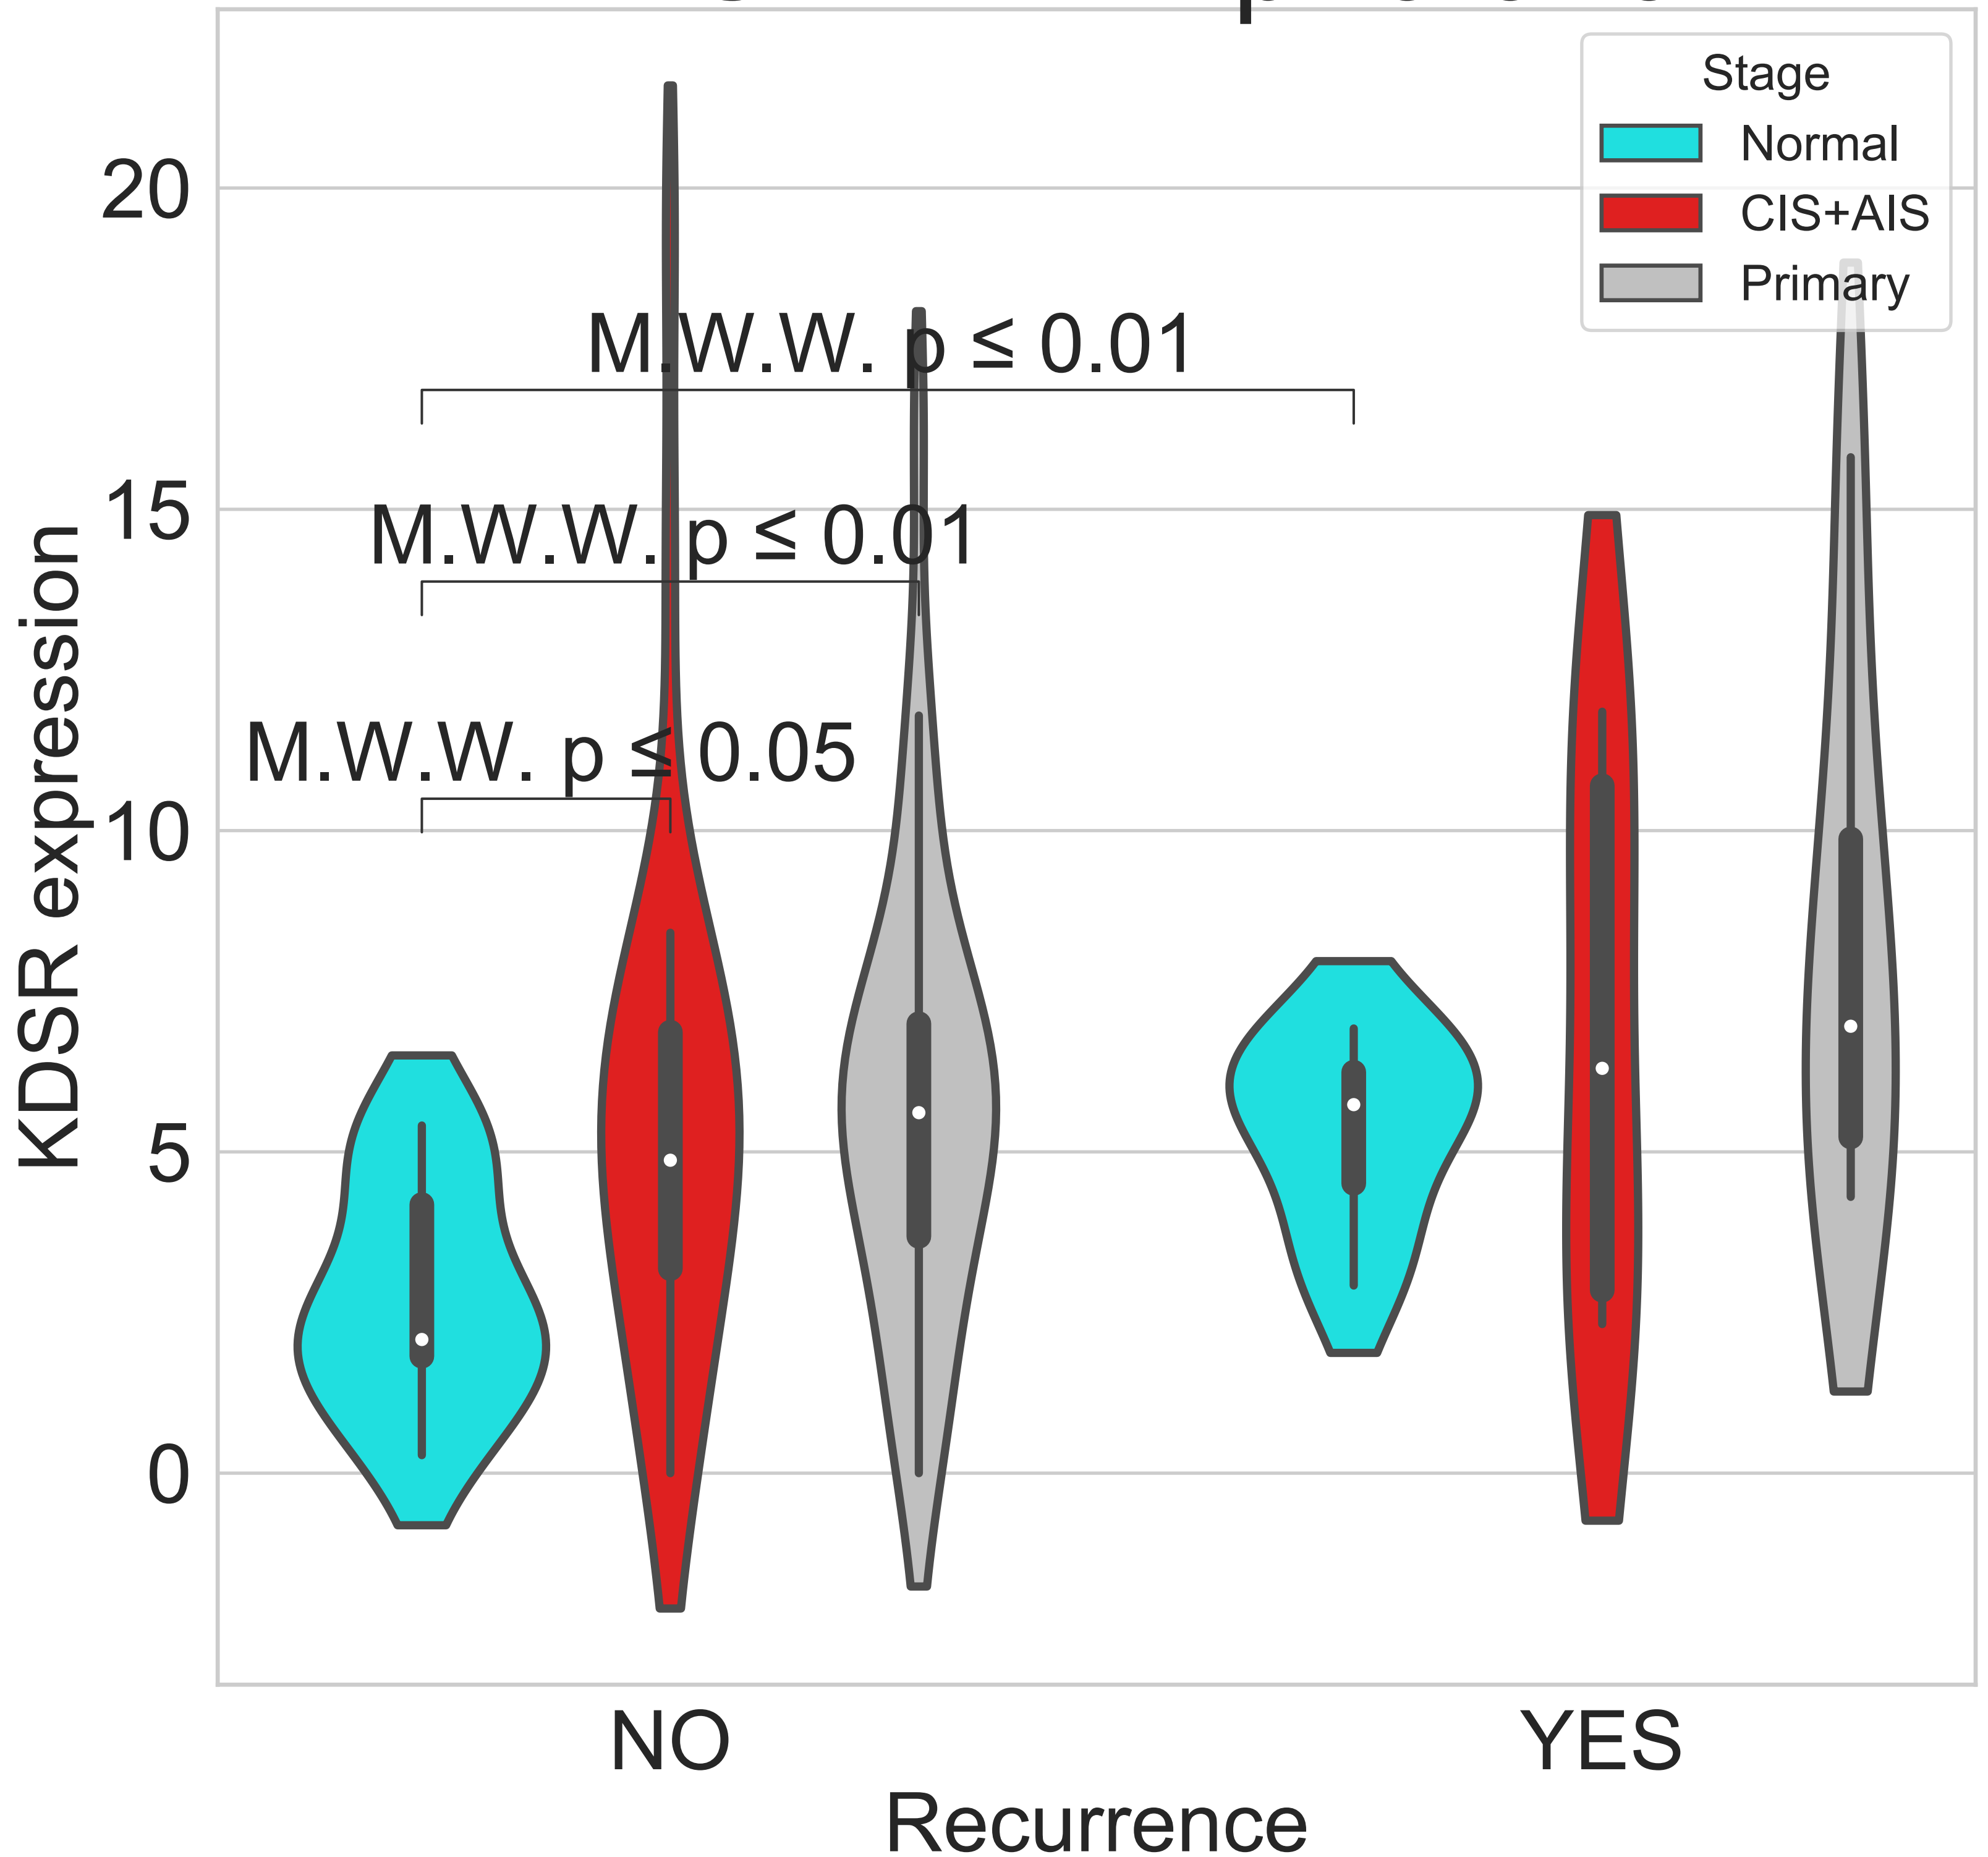 Stage
Normal
CIS+AIS
Primary
20
15
10
5
0
KDSR expression
M.W.W. p ≤ 0.01
M.W.W. p ≤ 0.01
M.W.W. p ≤ 0.05
NO
YES
Recurrence